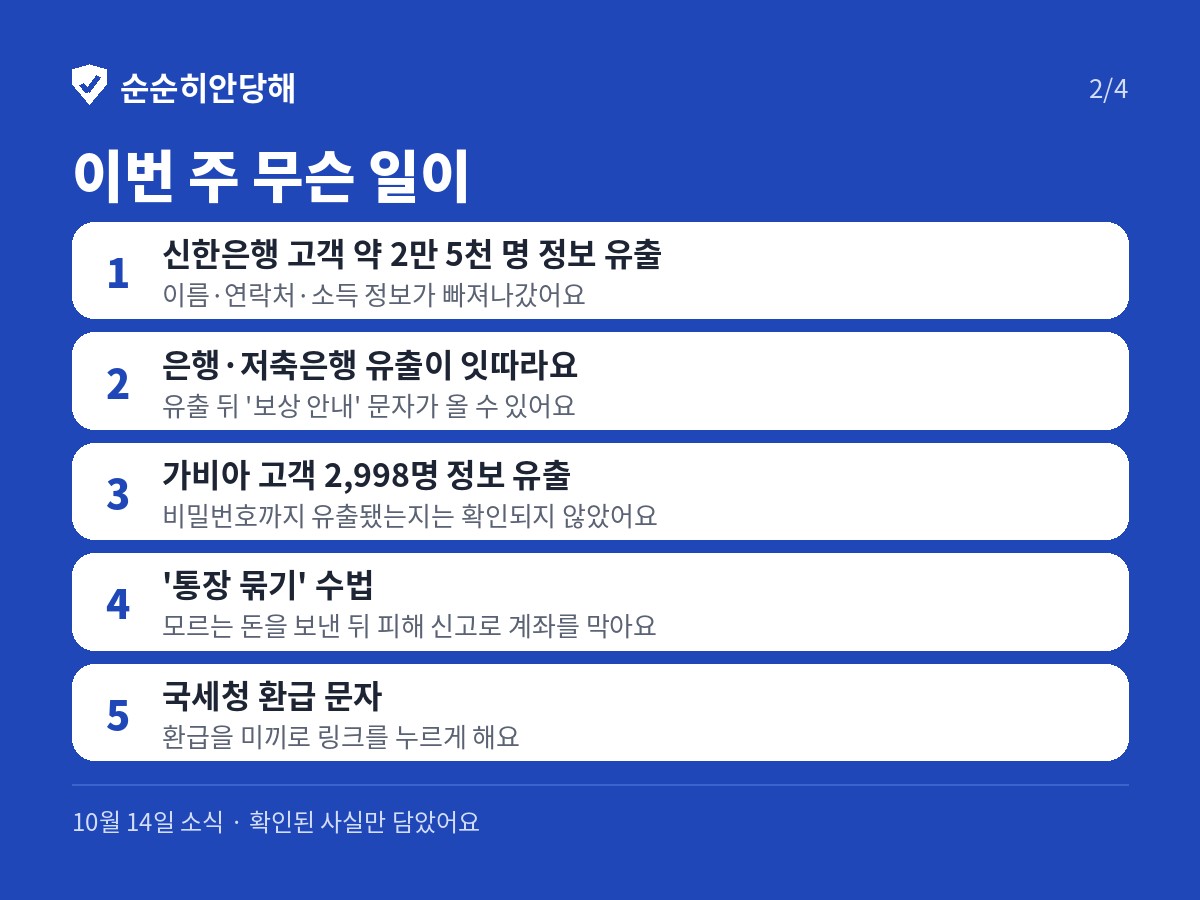 순순히안당해
2/4
이번 주 무슨 일이
1
신한은행 고객 약 2만 5천 명 정보 유출
이름·연락처·소득 정보가 빠져나갔어요
2
은행·저축은행 유출이 잇따라요
유출 뒤 '보상 안내' 문자가 올 수 있어요
3
가비아 고객 2,998명 정보 유출
비밀번호까지 유출됐는지는 확인되지 않았어요
4
'통장 묶기' 수법
모르는 돈을 보낸 뒤 피해 신고로 계좌를 막아요
5
국세청 환급 문자
환급을 미끼로 링크를 누르게 해요
10월 14일 소식 · 확인된 사실만 담았어요